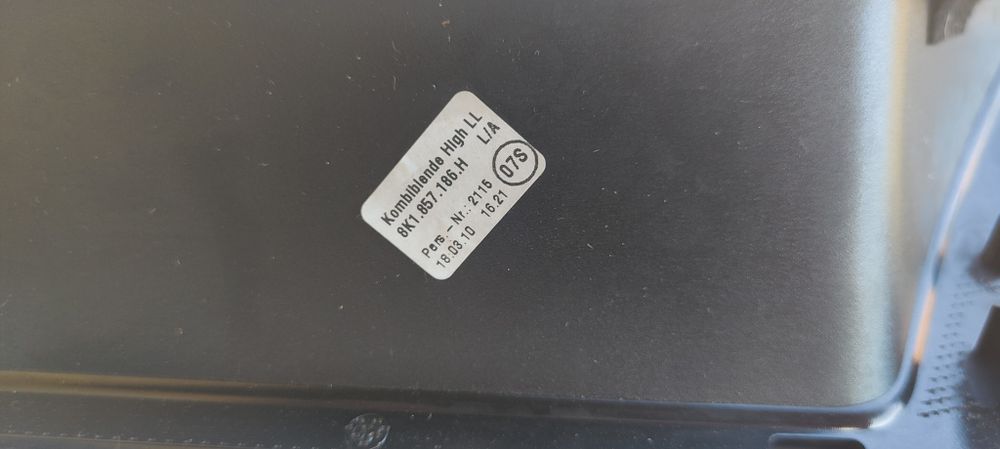 Kombiblende High LL
8K1.857.186.H L/A
Pers.-Nr.: 2115
18.03.10 16.21
07S